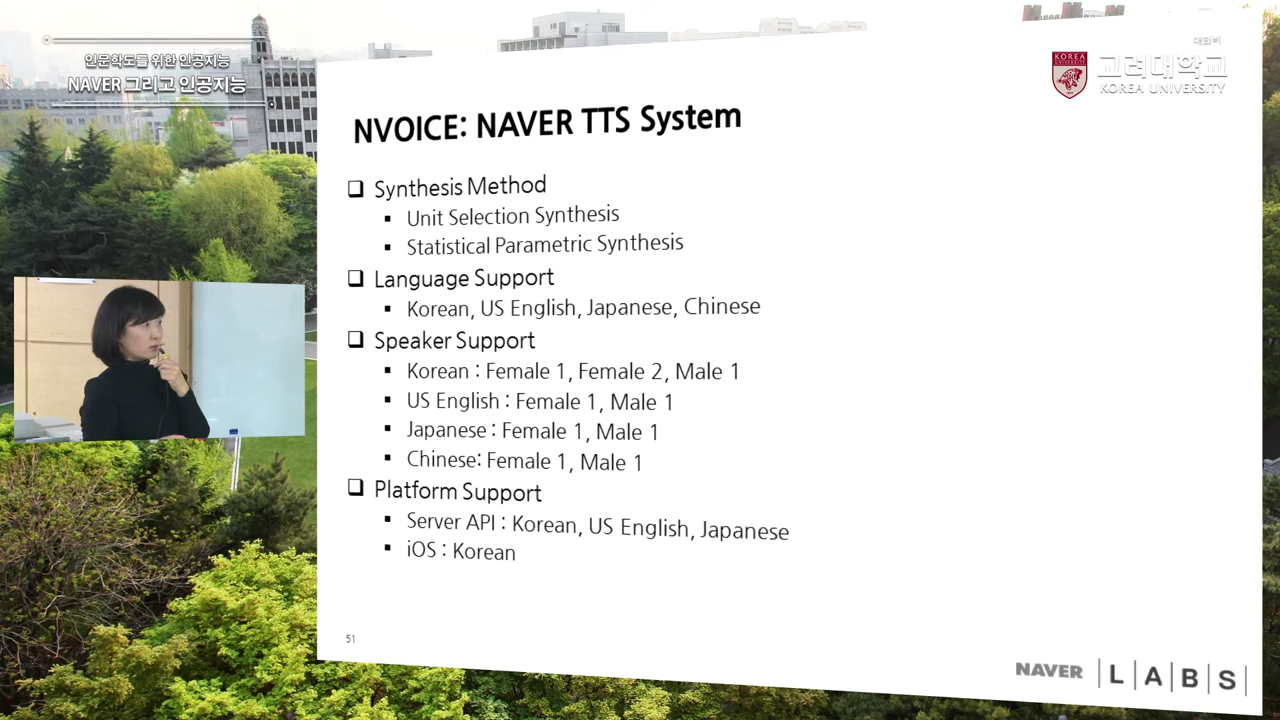 인문학도를 위한 인공지능
NAVER 그리고 인공지능
대외비
KOREA
UNIVERSITY
고려대학교
KOREA UNIVERSITY
NVOICE: NAVER TTS System
❑ Synthesis Method
▪ Unit Selection Synthesis
▪ Statistical Parametric Synthesis
❑ Language Support
▪ Korean, US English, Japanese, Chinese
❑ Speaker Support
▪ Korean : Female 1, Female 2, Male 1
▪ US English : Female 1, Male 1
▪ Japanese : Female 1, Male 1
▪ Chinese: Female 1, Male 1
❑ Platform Support
▪ Server API : Korean, US English, Japanese
▪ iOS : Korean
51
NAVER | L | A | B | S |